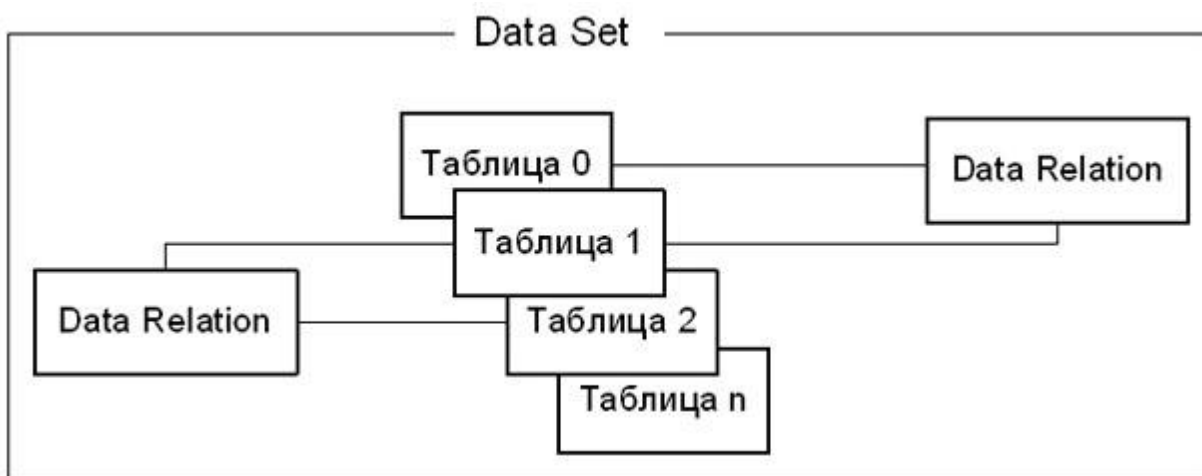 Data Set
Таблица 0
Data Relation
Таблица 1
Data Relation
Таблица 2
Таблица n